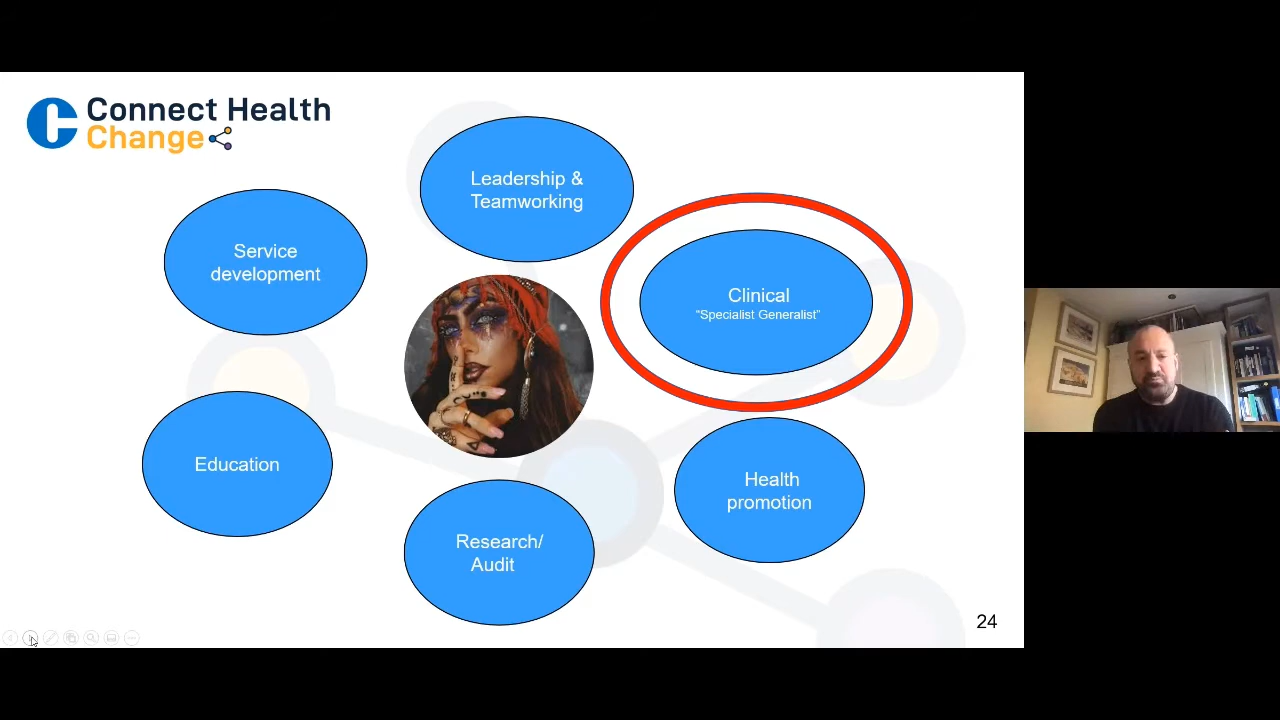 Connect Health
Change
Leadership &
Teamworking
Service
development
Clinical
“Specialist Generalist”
Education
Health
promotion
Research/
Audit
24